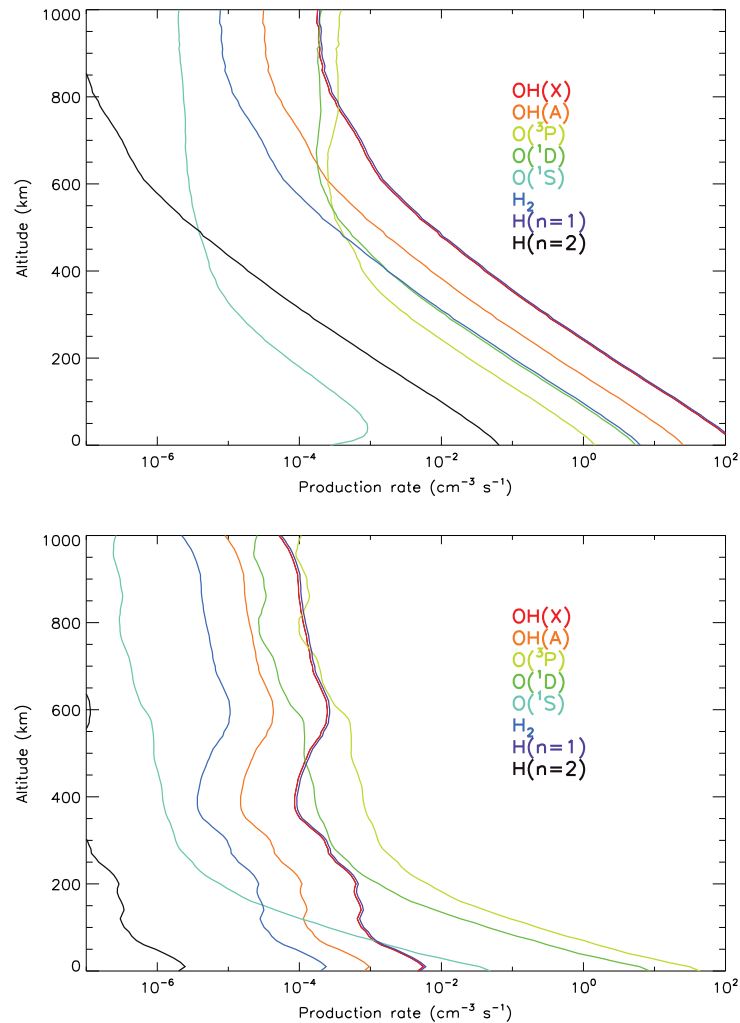 1000
800
600
400
200
0
Altitude (km)
OH(X)
OH(A)
O(³P)
O(¹D)
O(¹S)
H₂
H(n=1)
H(n=2)
10⁻⁶ 10⁻⁴ 10⁻² 10⁰ 10²
Production rate (cm⁻³ s⁻¹)
1000
800
600
400
200
0
Altitude (km)
OH(X)
OH(A)
O(³P)
O(¹D)
O(¹S)
H₂
H(n=1)
H(n=2)
10⁻⁶ 10⁻⁴ 10⁻² 10⁰ 10²
Production rate (cm⁻³ s⁻¹)